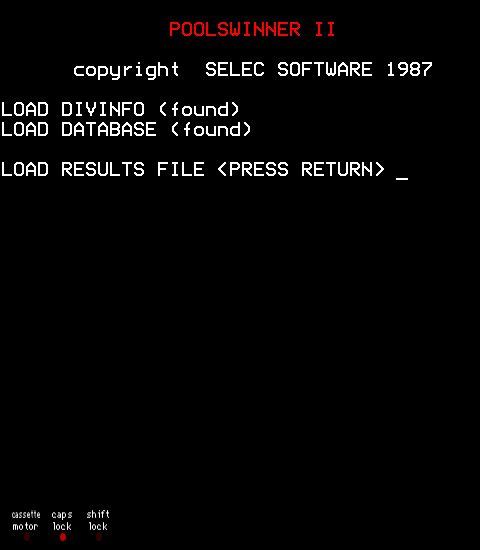 POOLSWINNER II
copyright  SELEC SOFTWARE 1987
LOAD DIVINFO (found)
LOAD DATABASE (found)
LOAD RESULTS FILE <PRESS RETURN> _
cassette motor
caps lock
shift lock